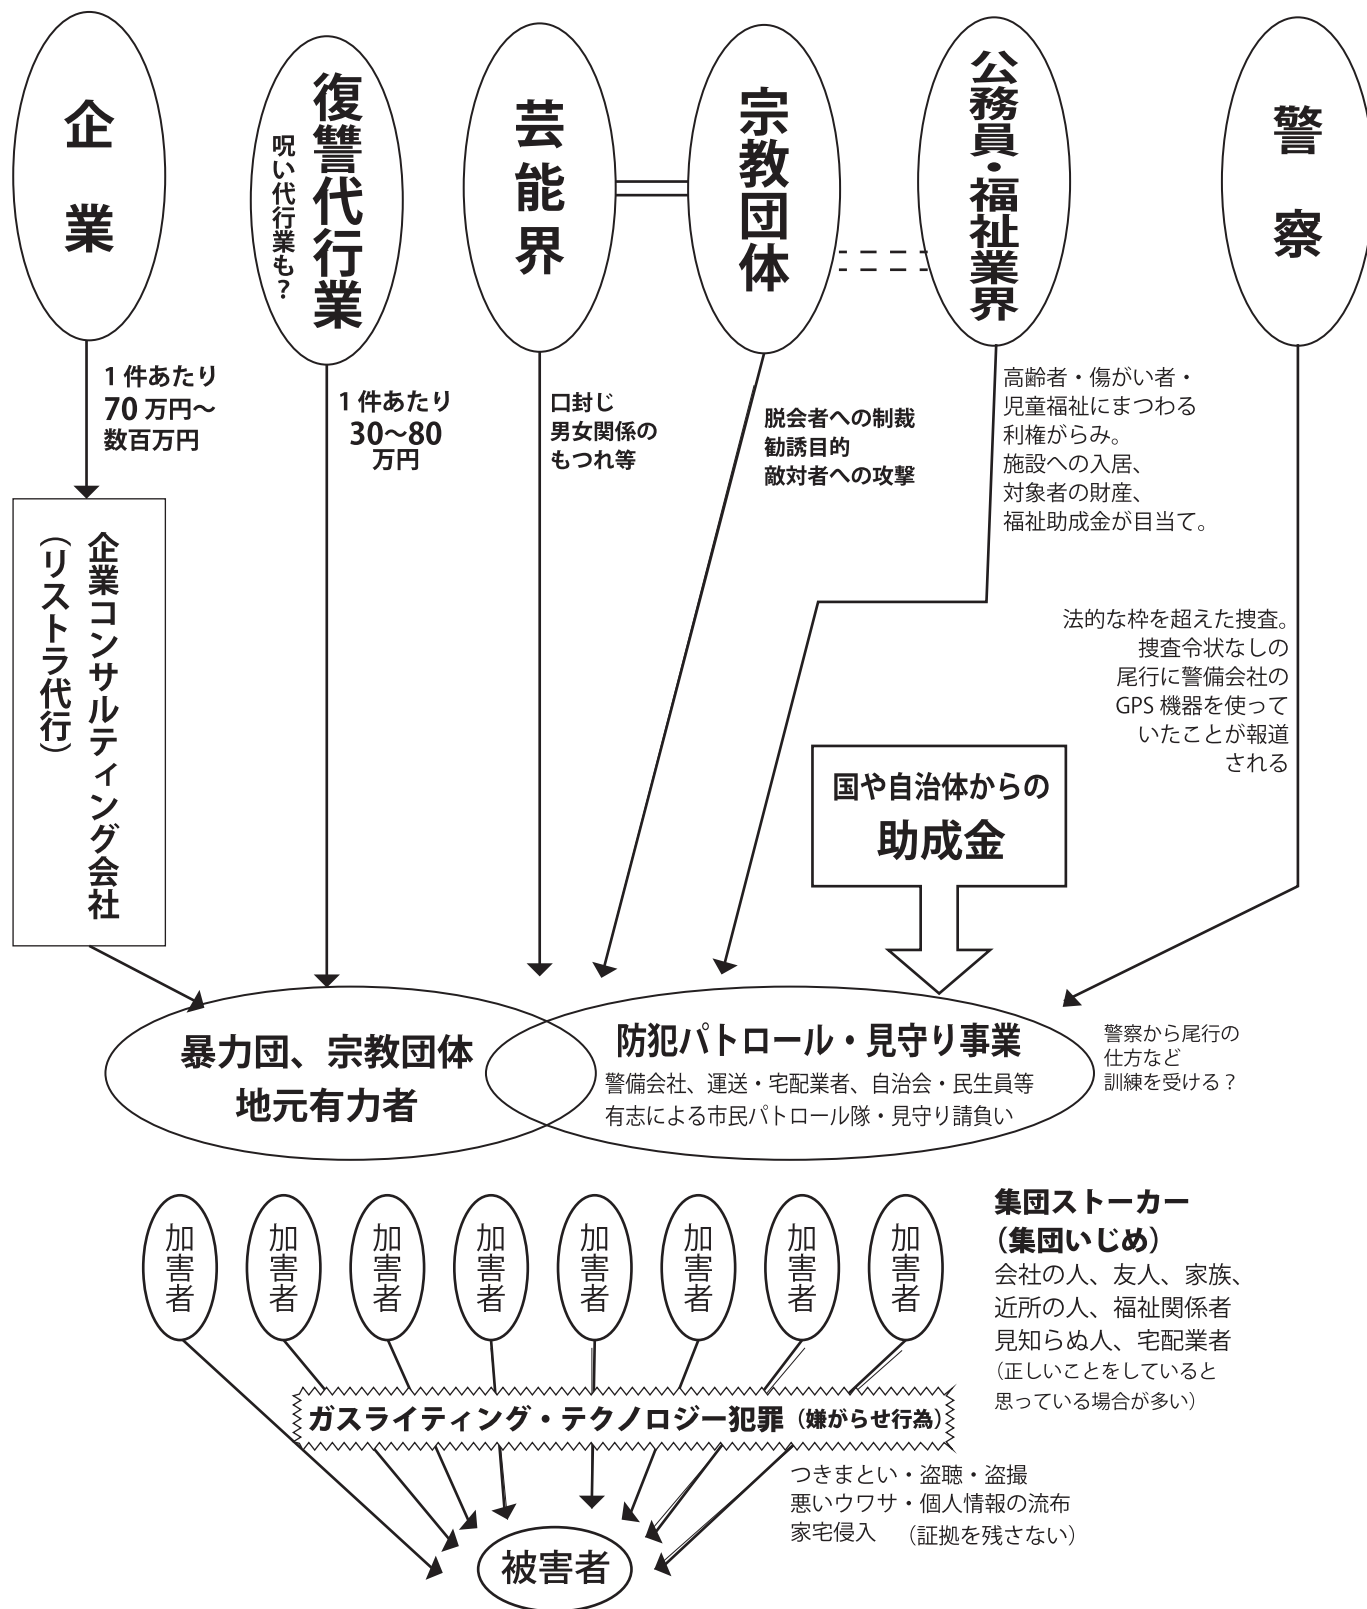 企業
復讐代行業
呪い代行業も？
芸能界
宗教団体
公務員・福祉業界
警察
1 件あたり
70 万円～
数百万円
1 件あたり
30～80
万円
口封じ
男女関係の
もつれ等
脱会者への制裁
勧誘目的
敵対者への攻撃
高齢者・傷がい者・
児童福祉にまつわる
利権がらみ。
施設への入居、
対象者の財産、
福祉助成金が目当て。
法的な枠を超えた捜査。
捜査令状なしの
尾行に警備会社の
GPS 機器を使って
いたことが報道
される
企業コンサルティング会社
（リストラ代行）
国や自治体からの
助成金
暴力団、宗教団体
地元有力者
防犯パトロール・見守り事業
警備会社、運送・宅配業者、自治会・民生員等
有志による市民パトロール隊・見守り請負い
警察から尾行の
仕方など
訓練を受ける？
加害者
加害者
加害者
加害者
加害者
加害者
加害者
加害者
集団ストーカー
（集団いじめ）
会社の人、友人、家族、
近所の人、福祉関係者
見知らぬ人、宅配業者
（正しいことをしていると
思っている場合が多い）
ガスライティング・テクノロジー犯罪（嫌がらせ行為）
つきまとい・盗聴・盗撮
悪いウワサ・個人情報の流布
家宅侵入　（証拠を残さない）
被害者